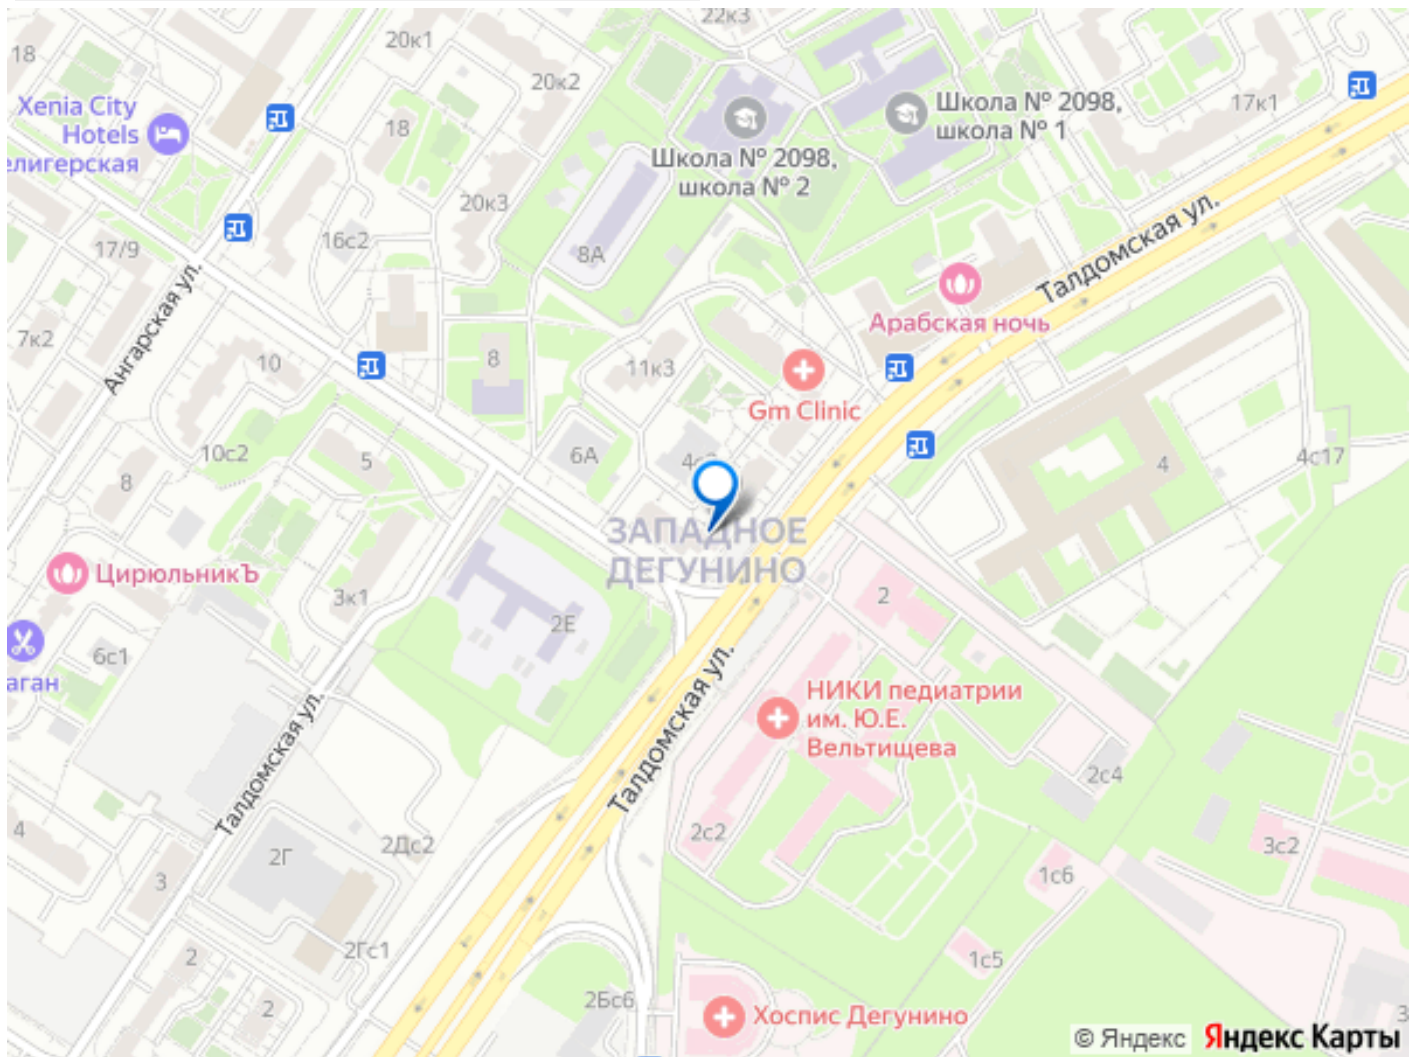 22к3
18
20к1
20к2
Xenia City
Hotels
елигерская
18
Школа № 2098,
школа № 1
17к1
Школа № 2098,
школа № 2
20к3
17/9
16с2
8А
Талдомская ул.
Ангарская ул.
Арабская ночь
7к2
10
8
11к3
Gm Clinic
10с2
5
6А
4
4с17
8
ЗАПАДНОЕ
ДЕГУНИНО
ЦирюльникЪ
3к1
2Е
2
6с1
аган
НИКИ педиатрии
им. Ю.Е.
Вельтищева
Талдомская ул.
Талдомская ул.
2с4
4
2Г
2Дс2
2с2
3с2
3
1с6
2
2Гс1
1с5
2
2Бс6
Хоспис Дегунино
3
© Яндекс Яндекс Карты